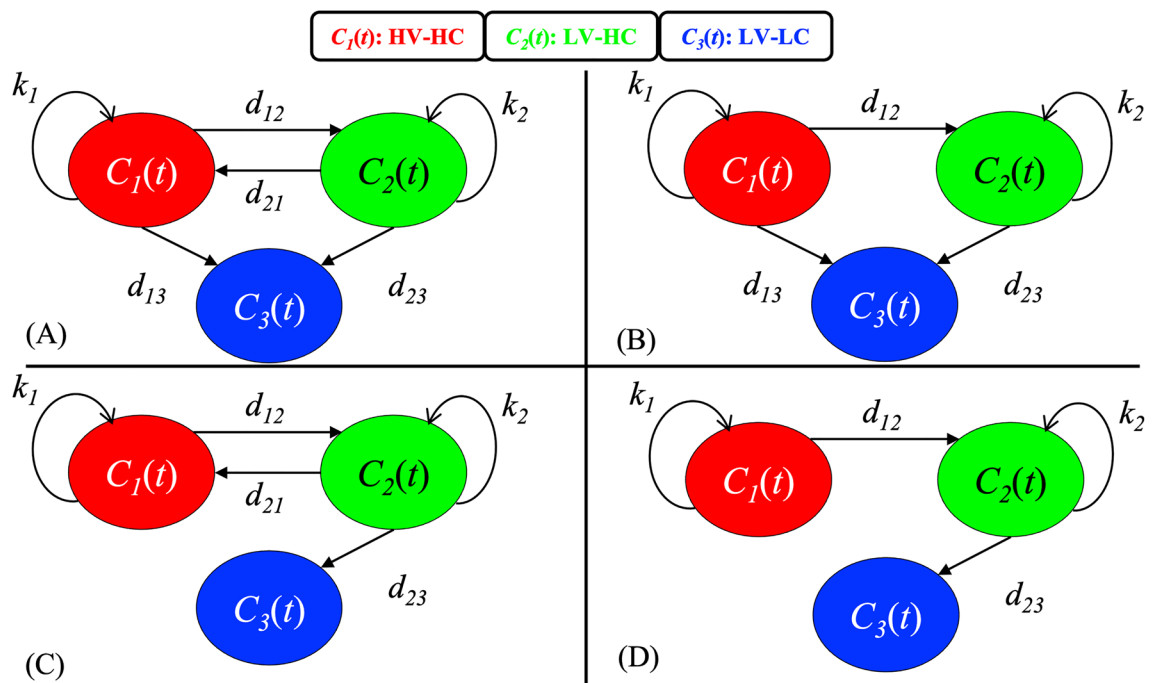 C1(t): HV-HC C2(t): LV-HC C3(t): LV-LC
k1 d12 k2
C1(t) C2(t)
d21
d13 d23
C3(t)
(A)
k1 d12 k2
C1(t) C2(t)
d13 d23
C3(t)
(B)
k1 d12 k2
C1(t) C2(t)
d21
d23
C3(t)
(C)
k1 d12 k2
C1(t) C2(t)
d23
C3(t)
(D)